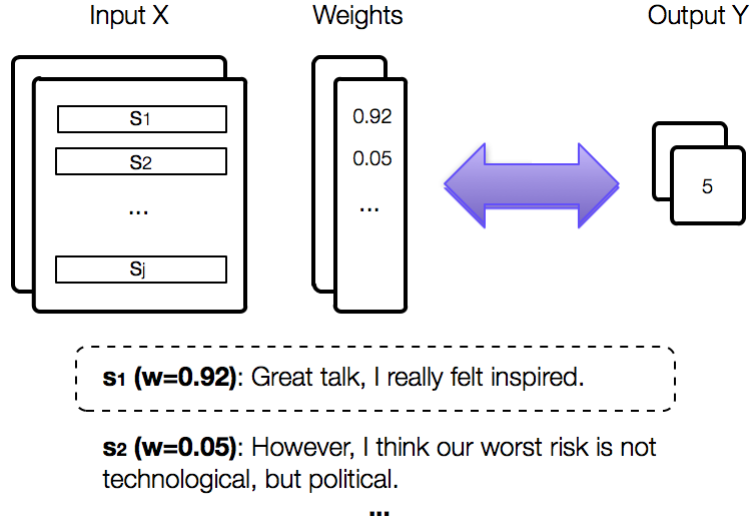 Input X Weights Output Y
s1 0.92
s2 0.05 5
... ...
sj
s1 (w=0.92): Great talk, I really felt inspired.
s2 (w=0.05): However, I think our worst risk is not
technological, but political.
...